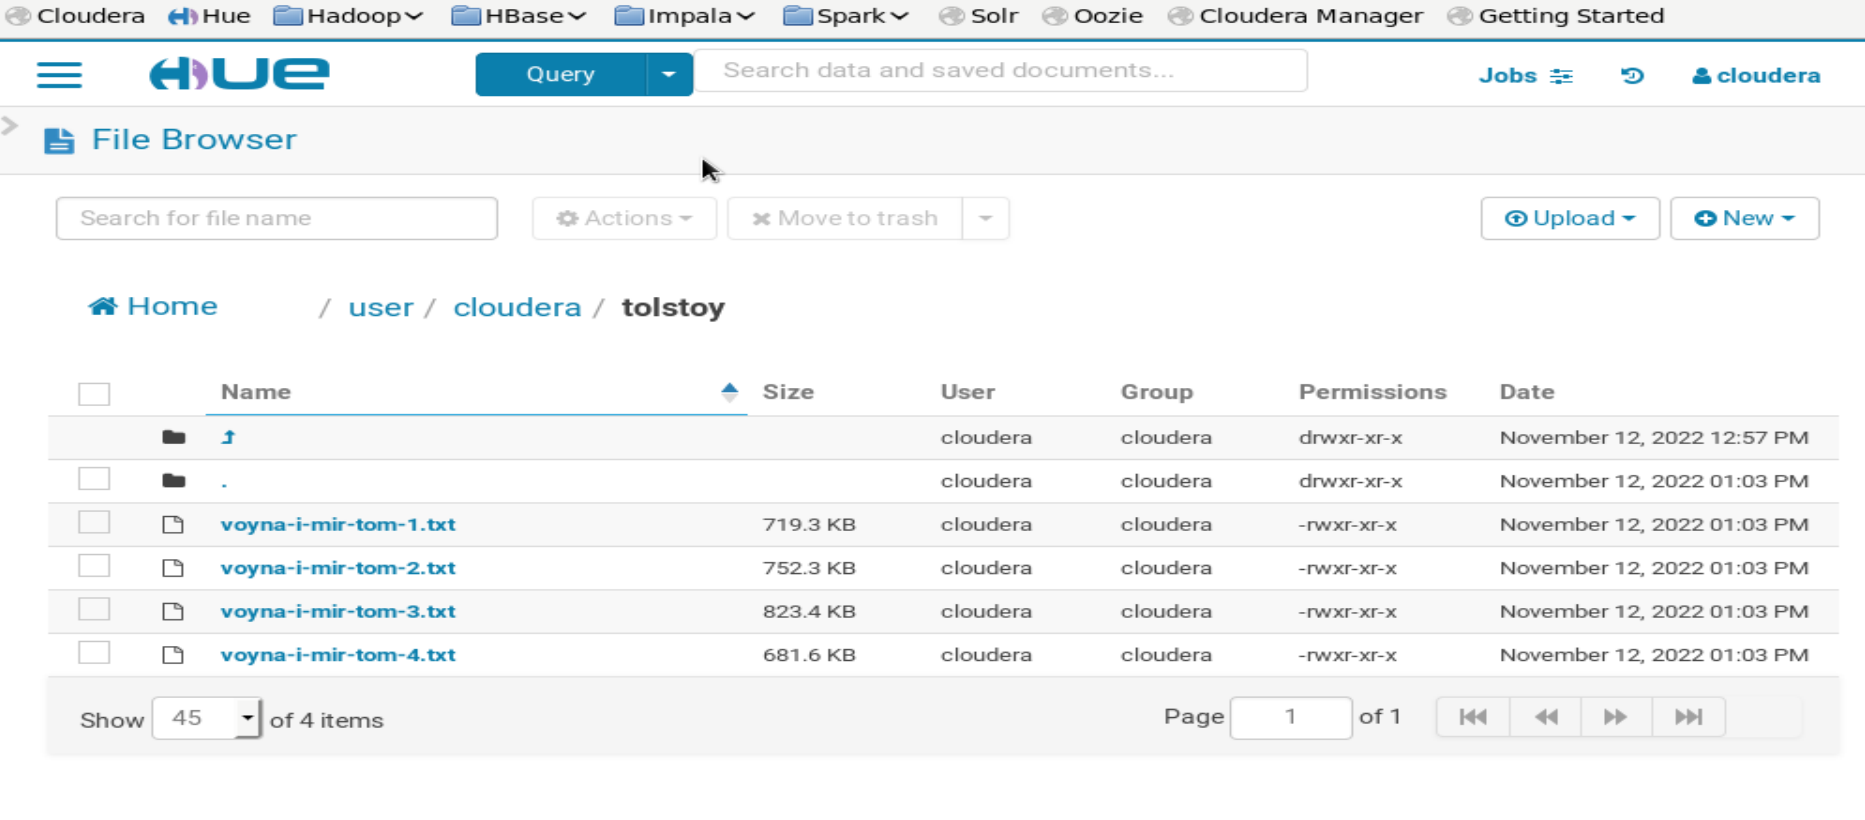 Cloudera Hue Hadoop HBase Impala Spark Solr Oozie Cloudera Manager Getting Started
HUE Query Search data and saved documents... Jobs cloudera
File Browser
Search for file name Actions Move to trash Upload New
Home / user / cloudera / tolstoy
Name Size User Group Permissions Date
cloudera cloudera drwxr-xr-x November 12, 2022 12:57 PM
. cloudera cloudera drwxr-xr-x November 12, 2022 01:03 PM
voyna-i-mir-tom-1.txt 719.3 KB cloudera cloudera -rwxr-xr-x November 12, 2022 01:03 PM
voyna-i-mir-tom-2.txt 752.3 KB cloudera cloudera -rwxr-xr-x November 12, 2022 01:03 PM
voyna-i-mir-tom-3.txt 823.4 KB cloudera cloudera -rwxr-xr-x November 12, 2022 01:03 PM
voyna-i-mir-tom-4.txt 681.6 KB cloudera cloudera -rwxr-xr-x November 12, 2022 01:03 PM
Show 45 of 4 items Page 1 of 1